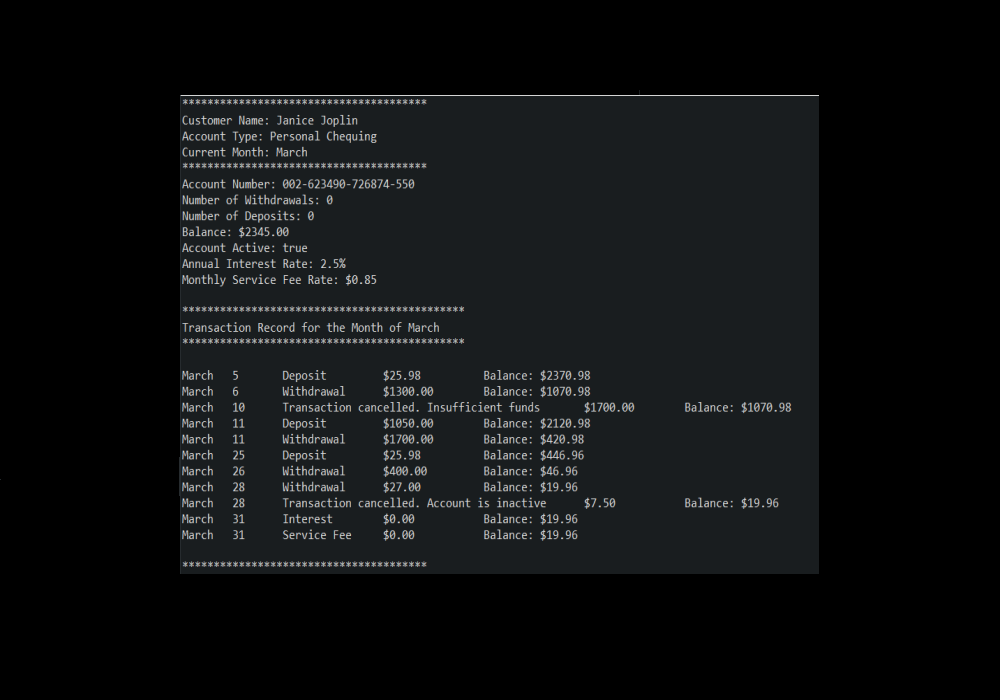 ***************************************
Customer Name: Janice Joplin
Account Type: Personal Chequing
Current Month: March
***************************************
Account Number: 002-623490-726874-550
Number of Withdrawals: 0
Number of Deposits: 0
Balance: $2345.00
Account Active: true
Annual Interest Rate: 2.5%
Monthly Service Fee Rate: $0.85
*********************************************
Transaction Record for the Month of March
*********************************************
March 5 Deposit $25.98 Balance: $2370.98
March 6 Withdrawal $1300.00 Balance: $1070.98
March 10 Transaction cancelled. Insufficient funds $1700.00 Balance: $1070.98
March 11 Deposit $1050.00 Balance: $2120.98
March 11 Withdrawal $1700.00 Balance: $420.98
March 25 Deposit $25.98 Balance: $446.96
March 26 Withdrawal $400.00 Balance: $46.96
March 28 Withdrawal $27.00 Balance: $19.96
March 28 Transaction cancelled. Account is inactive $7.50 Balance: $19.96
March 31 Interest $0.00 Balance: $19.96
March 31 Service Fee $0.00 Balance: $19.96
***************************************